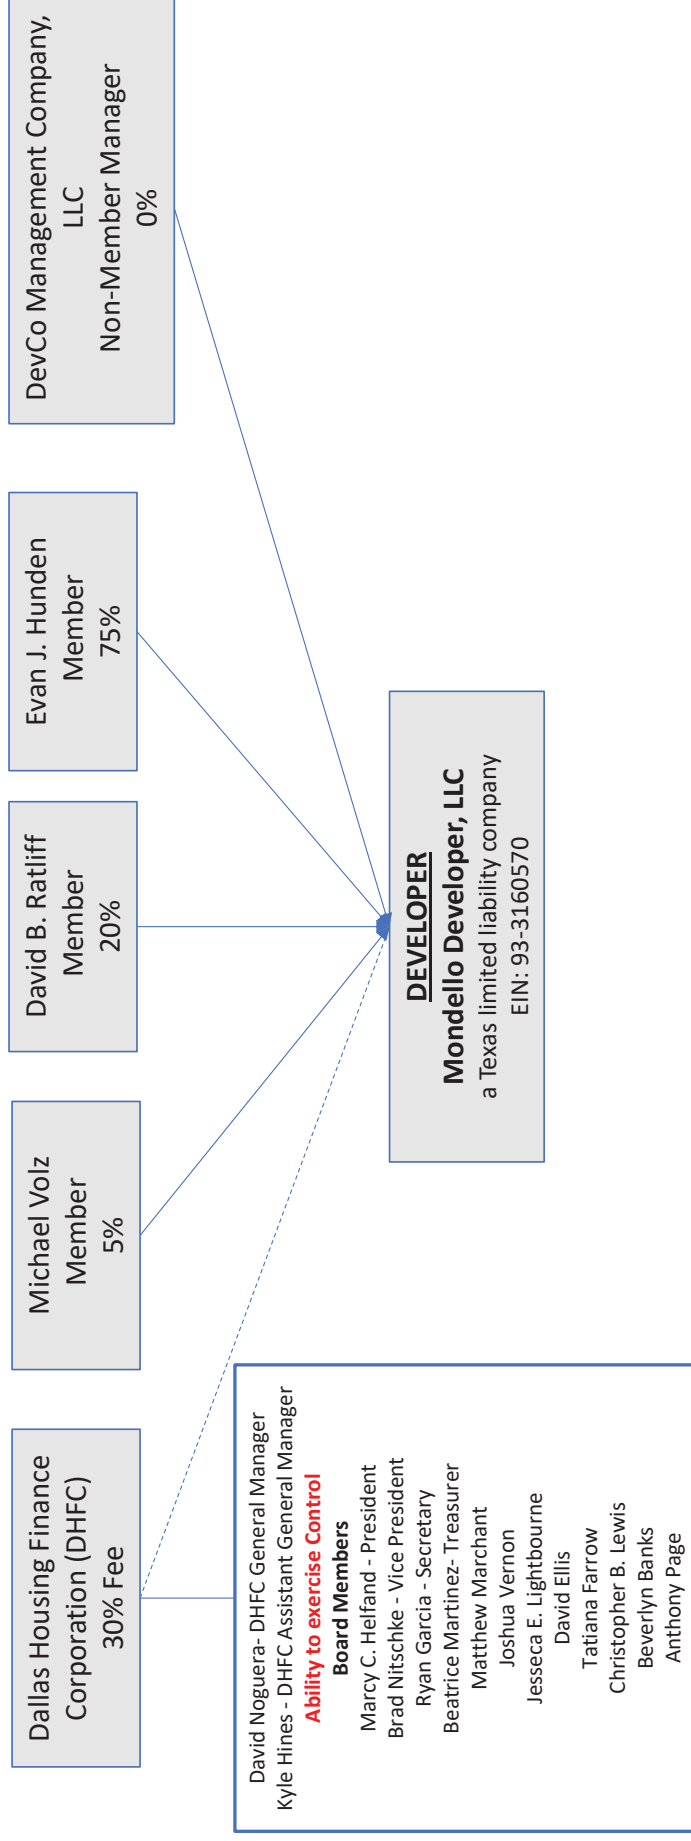 Dallas Housing Finance
Corporation (DHFC)
30% Fee
Michael Volz
Member
5%
David B. Ratliff
Member
20%
Evan J. Hunden
Member
75%
DevCo Management Company,
LLC
Non-Member Manager
0%
David Noguera- DHFC General Manager
Kyle Hines - DHFC Assistant General Manager
Ability to exercise Control
Board Members
Marcy C. Helfand - President
Brad Nitschke - Vice President
Ryan Garcia - Secretary
Beatrice Martinez- Treasurer
Matthew Marchant
Joshua Vernon
Jesseca E. Lightbourne
David Ellis
Tatiana Farrow
Christopher B. Lewis
Beverlyn Banks
Anthony Page
DEVELOPER
Mondello Developer, LLC
a Texas limited liability company
EIN: 93-3160570